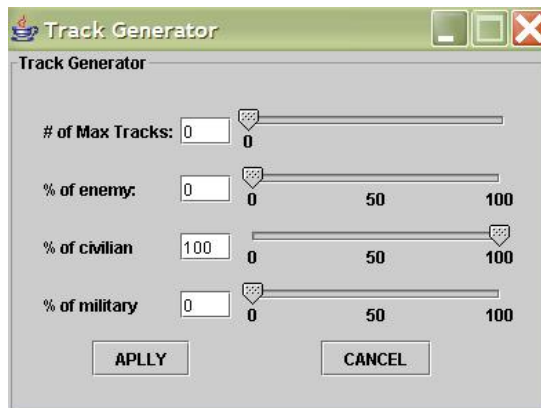 Track Generator
Track Generator
# of Max Tracks: 0
0
% of enemy: 0
0 50 100
% of civilian 100
0 50 100
% of military 0
0 50 100
APLLY CANCEL